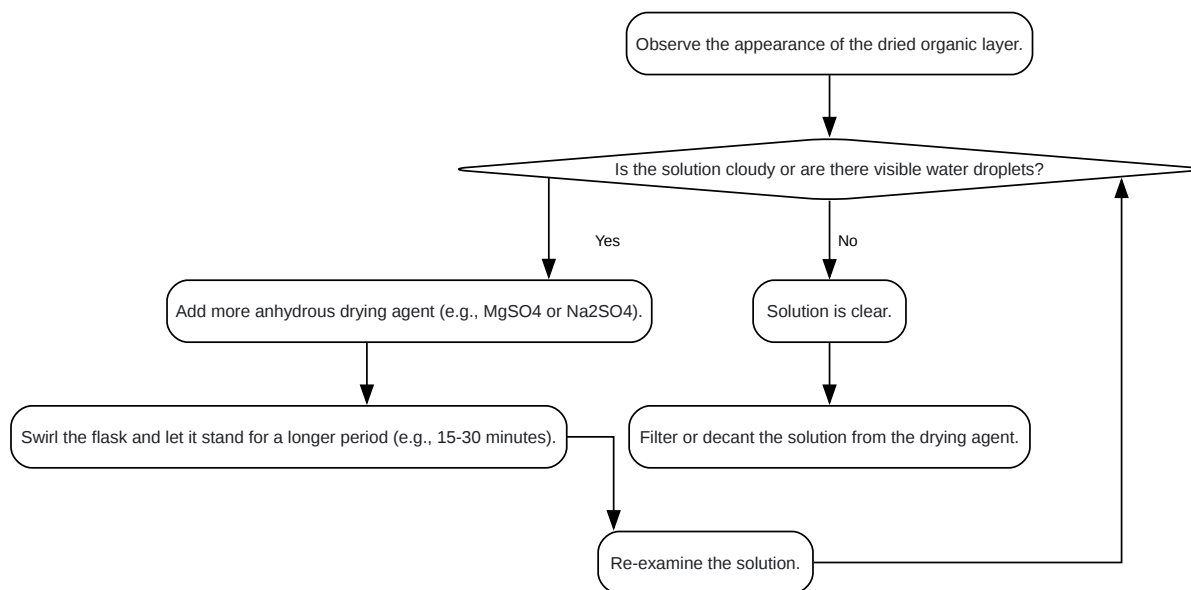 Observe the appearance of the dried organic layer.
Is the solution cloudy or are there visible water droplets?
Yes
No
Add more anhydrous drying agent (e.g., MgSO4 or Na2SO4).
Solution is clear.
Swirl the flask and let it stand for a longer period (e.g., 15-30 minutes).
Filter or decant the solution from the drying agent.
Re-examine the solution.